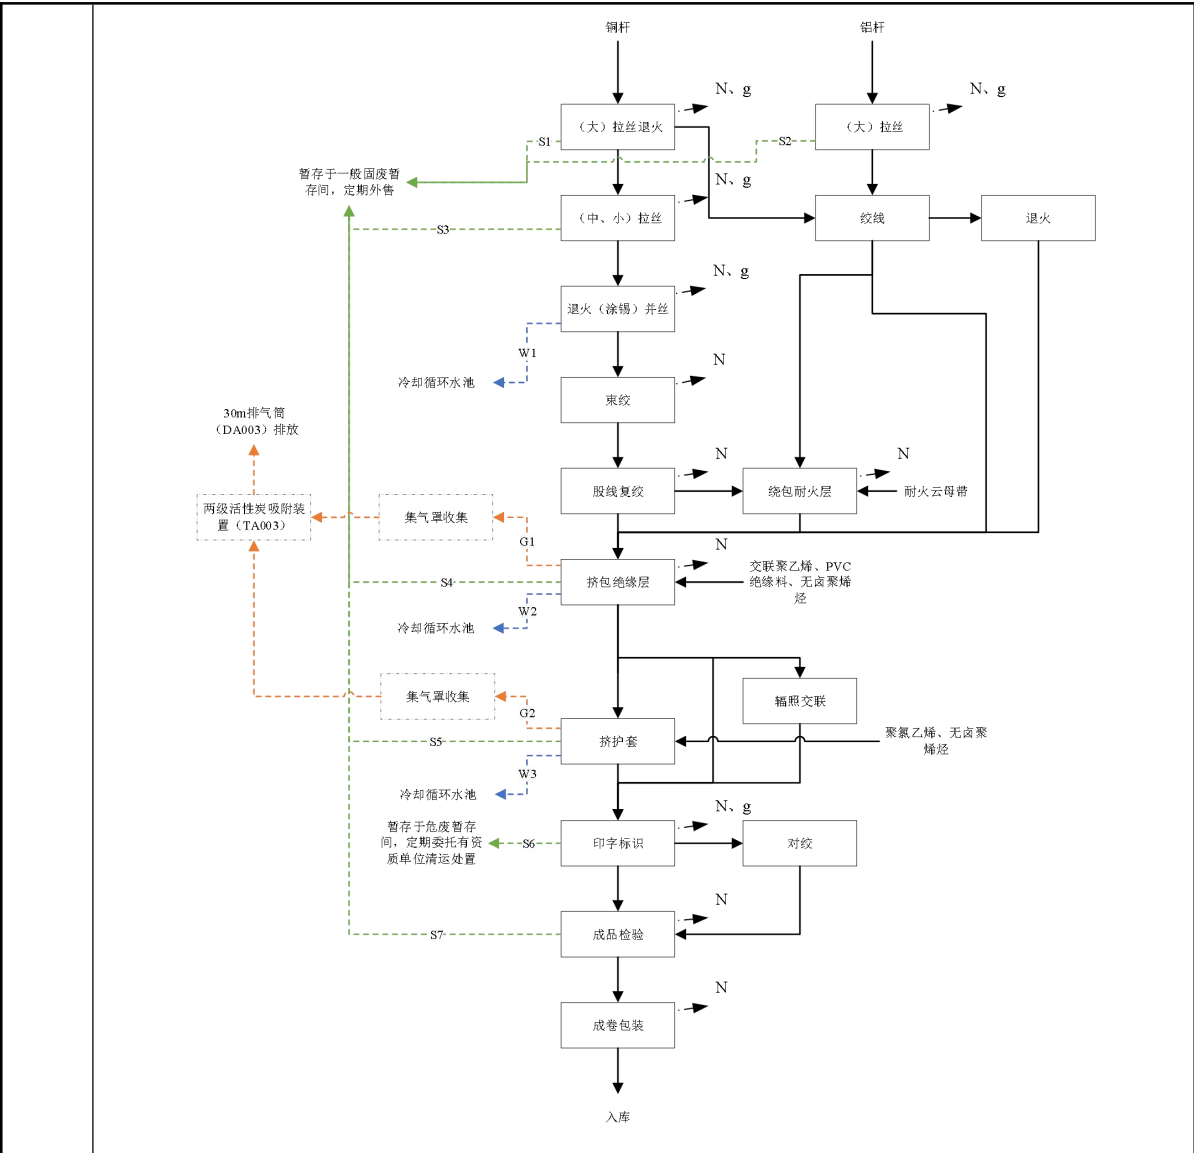 铜杆
铝杆
N、g
N、g
（大）拉丝退火
（大）拉丝
S1
S2
暂存于一般固废暂
存间，定期外售
N、g
（中、小）拉丝
绞线
退火
S3
N、g
退火（涂锡）并丝
W1
冷却循环水池
N
束绞
30m排气筒
（DA003）排放
N
N
股线复绞
绕包耐火层
耐火云母带
两级活性炭吸附装
置（TA003）
集气罩收集
G1
N
挤包绝缘层
交联聚乙烯、PVC
绝缘料、无卤聚烯
烃
S4
W2
冷却循环水池
集气罩收集
辐照交联
G2
挤护套
聚氯乙烯、无卤聚
烯烃
S5
W3
冷却循环水池
N、g
暂存于危废暂存
间，定期委托有资
质单位清运处置
S6
印字标识
对绞
N
S7
成品检验
N
成卷包装
入库